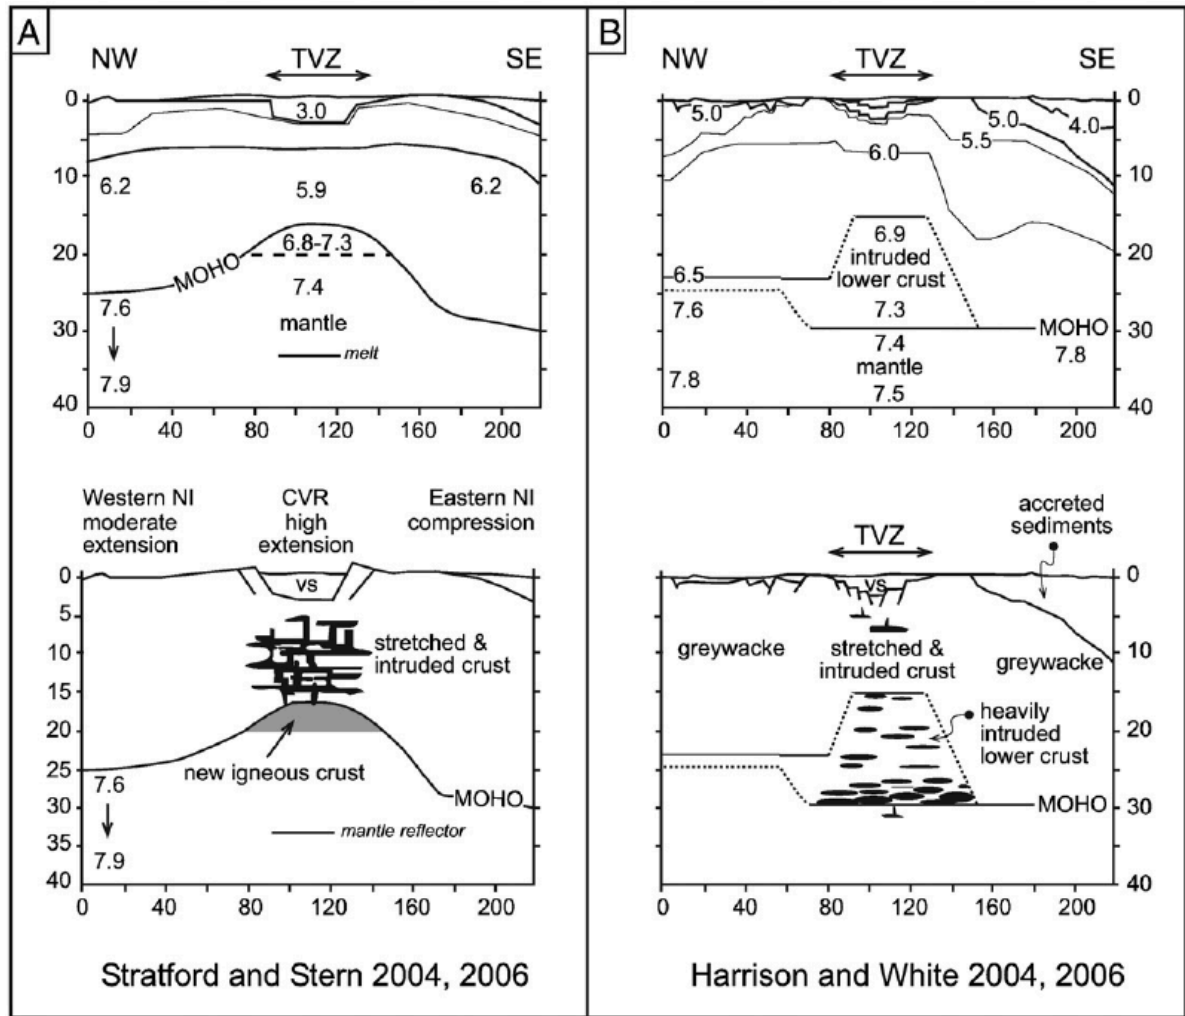 A
NW
TVZ
SE
0
10
20
30
40
3.0
6.2
5.9
6.2
6.8-7.3
MOHO
7.4
7.6
mantle
melt
7.9
0
40
80
120
160
200
Western NI
moderate
extension
CVR
high
extension
Eastern NI
compression
0
5
10
15
20
25
30
35
40
vs
stretched &
intruded crust
new igneous crust
7.6
MOHO
mantle reflector
7.9
0
40
80
120
160
200
Stratford and Stern 2004, 2006
B
NW
TVZ
SE
0
10
20
30
40
5.0
5.0
4.0
5.5
6.0
6.9
intruded
lower crust
6.5
7.6
7.3
MOHO
7.4
7.8
mantle
7.8
7.5
0
40
80
120
160
200
accreted
sediments
TVZ
0
10
20
30
40
vs
greywacke
stretched &
intruded crust
greywacke
heavily
intruded
lower crust
MOHO
0
40
80
120
160
200
Harrison and White 2004, 2006